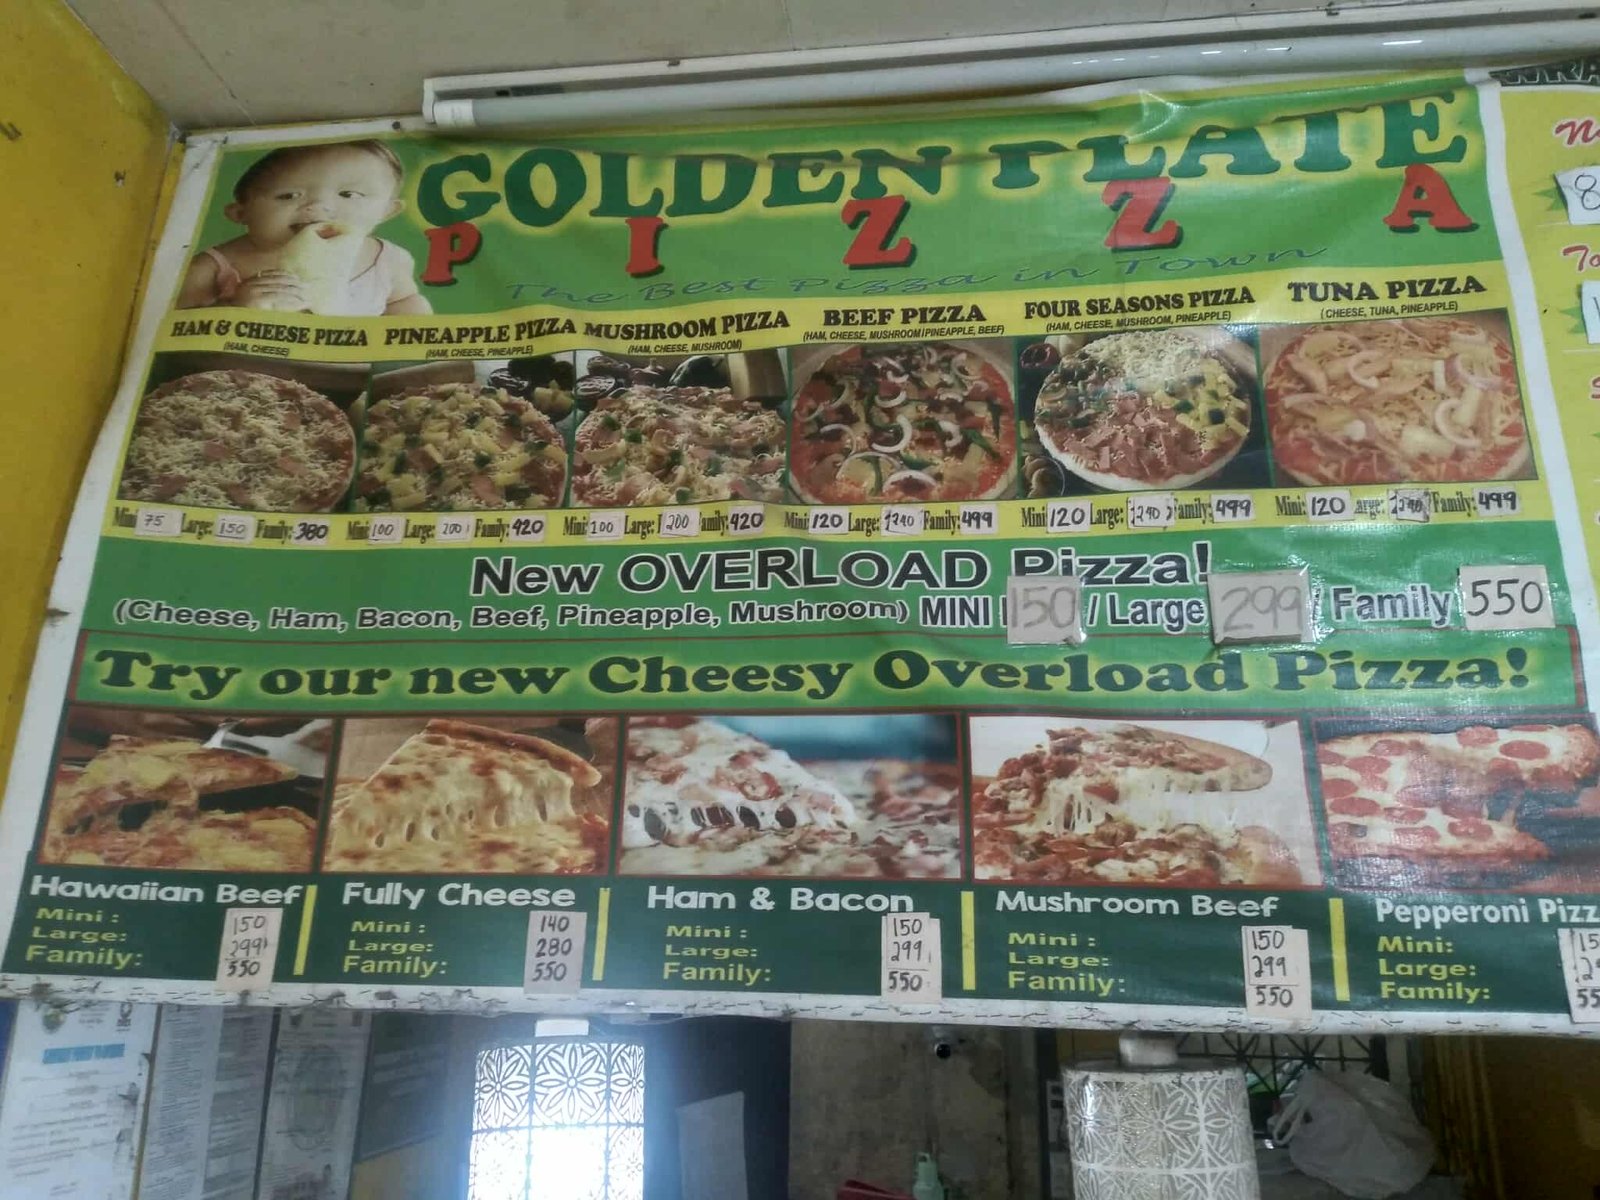 GOLDEN PLATE
PIZZA
The Best Pizza in Town
HAM & CHEESE PIZZA
(HAM, CHEESE)
Mini 75 Large: 150 Family: 380
PINEAPPLE PIZZA
(HAM, CHEESE, PINEAPPLE)
Mini 100 Large: 200 Family: 420
MUSHROOM PIZZA
(HAM, CHEESE, MUSHROOM)
Mini: 100 Large: 200 Family: 420
BEEF PIZZA
(HAM, CHEESE, MUSHROOM/PINEAPPLE, BEEF)
Mini: 120 Large: 240 Family: 499
FOUR SEASONS PIZZA
(HAM, CHEESE, MUSHROOM, PINEAPPLE)
Mini 120 Large: 240 Family: 499
TUNA PIZZA
(CHEESE, TUNA, PINEAPPLE)
Mini: 120 Large: 240 Family: 499
New OVERLOAD Pizza!
(Cheese, Ham, Bacon, Beef, Pineapple, Mushroom) MINI 150 / Large 299 Family 550
Try our new Cheesy Overload Pizza!
Hawaiian Beef
Mini : 150
Large: 299
Family: 550
Fully Cheese
Mini : 140
Large: 280
Family: 550
Ham & Bacon
Mini : 150
Large: 299
Family: 550
Mushroom Beef
Mini : 150
Large: 299
Family: 550
Pepperoni Pizz
Mini: 15
Large: 2
Family: 55